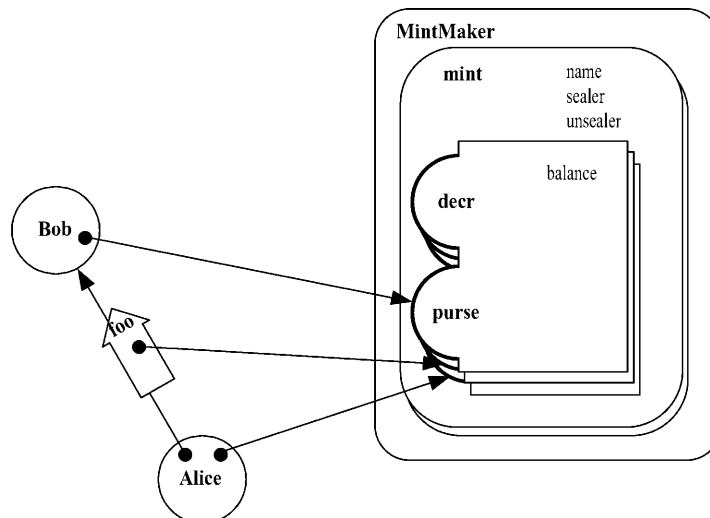 MintMaker
mint
name
sealer
unsealer
balance
decr
Bob
purse
foo
Alice